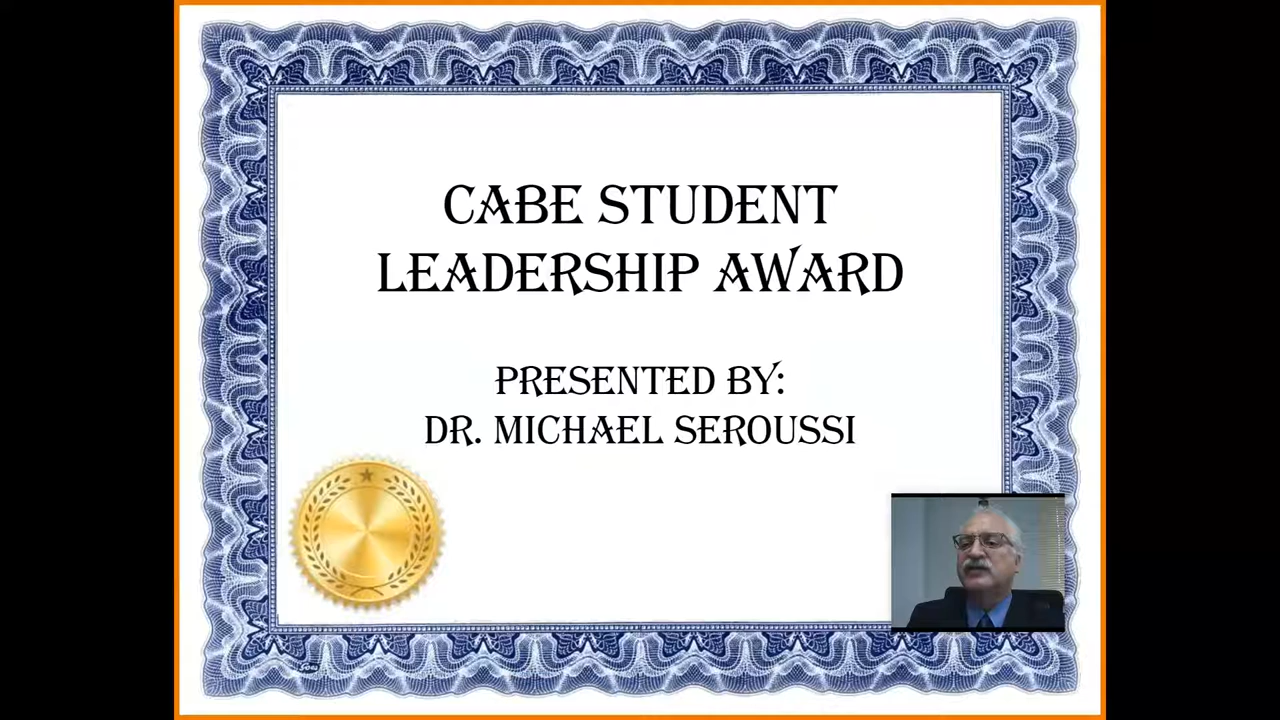 CABE STUDENT
LEADERSHIP AWARD
PRESENTED BY:
DR. MICHAEL SEROUSSI